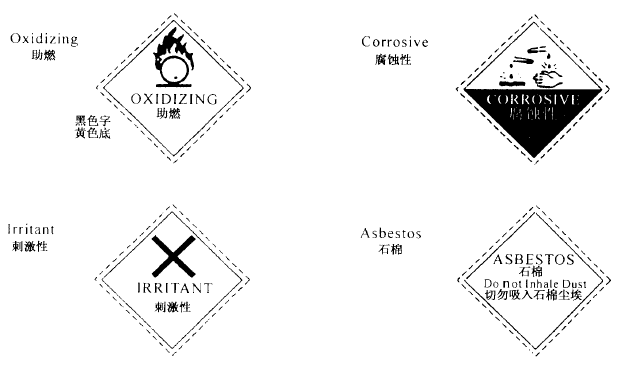 Oxidizing
助燃
OXIDIZING
助燃
黑色字
黃色底
Corrosive
腐蚀性
CORROSIVE
腐蚀性
Irritant
刺激性
IRRITANT
刺激性
Asbestos
石棉
ASBESTOS
石棉
Do not Inhale Dust
切勿吸入石棉尘埃